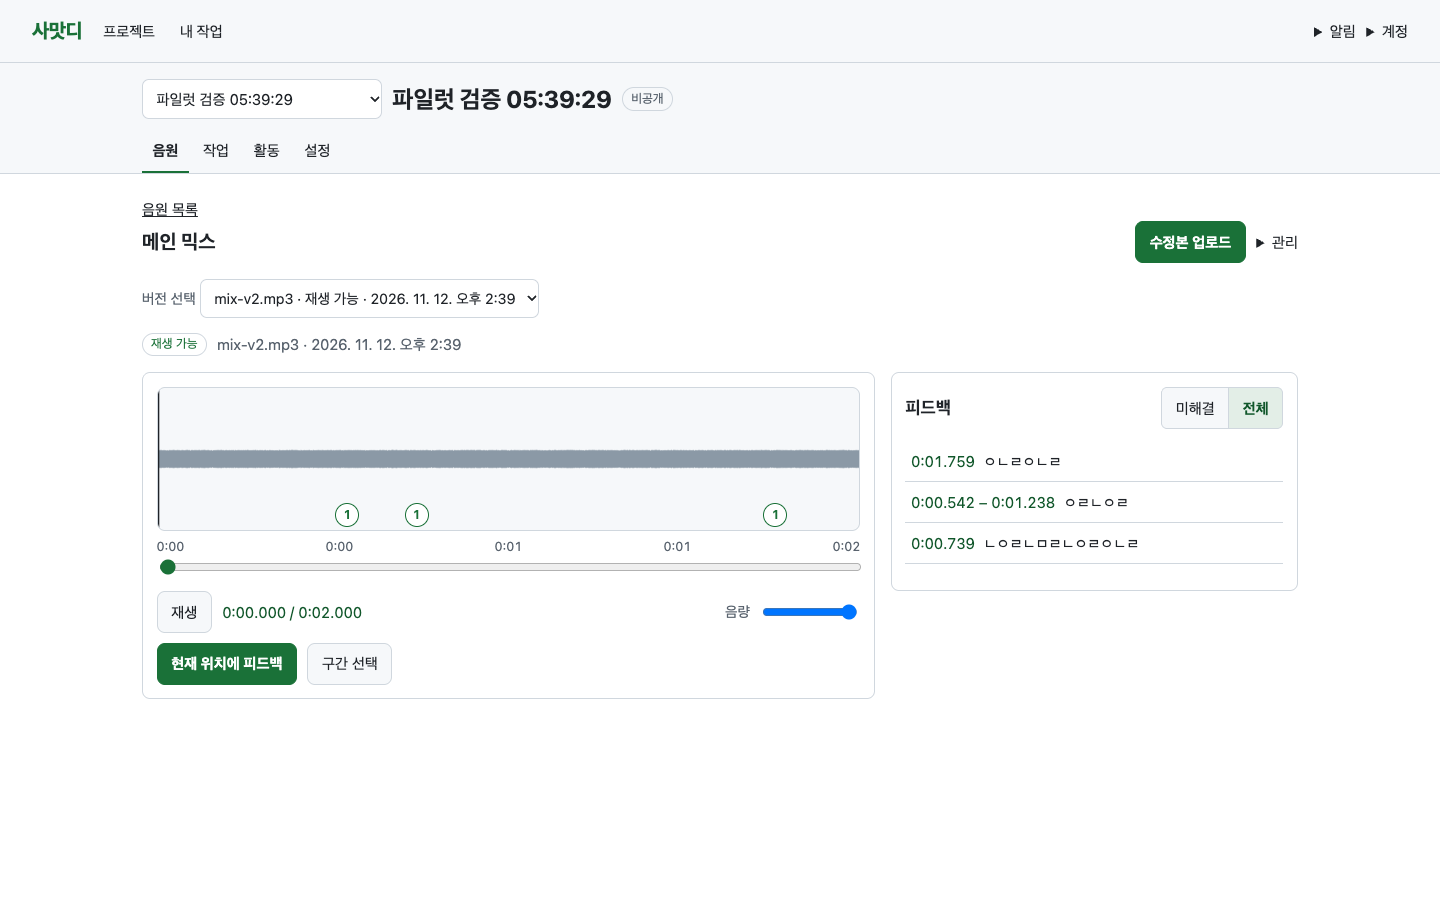 사맛디 프로젝트 내 작업 ▶ 알림 ▶ 계정
파일럿 검증 05:39:29 파일럿 검증 05:39:29 비공개
음원 작업 활동 설정
음원 목록
메인 믹스 수정본 업로드 ▶ 관리
버전 선택 mix-v2.mp3 · 재생 가능 · 2026. 11. 12. 오후 2:39
재생 가능 mix-v2.mp3 · 2026. 11. 12. 오후 2:39
1 1 1
0:00 0:00 0:01 0:01 0:02
재생 0:00.000 / 0:02.000 음량
현재 위치에 피드백 구간 선택
피드백 미해결 전체
0:01.759 ㅇㄴㄹㅇㄴㄹ
0:00.542 – 0:01.238 ㅇㄹㄴㅇㄹ
0:00.739 ㄴㅇㄹㄴㅁㄹㄴㅇㄹㅇㄴㄹ